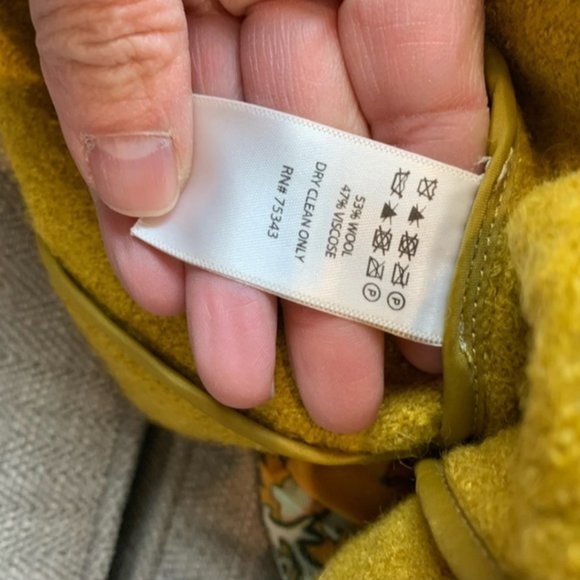 Ⓟ Ⓟ
53% WOOL
47% VISCOSE
DRY CLEAN ONLY
RN# 75343